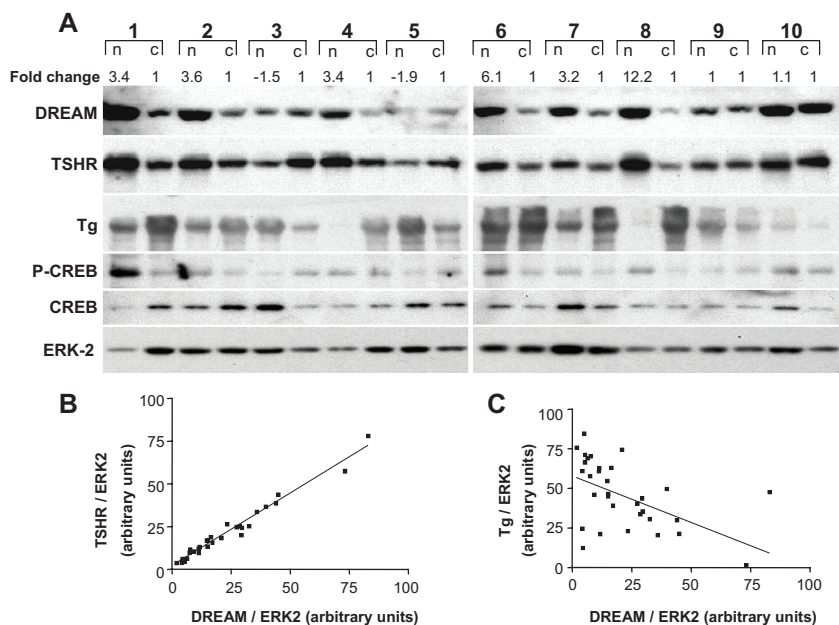 A
1 2 3 4 5 6 7 8 9 10
n c n c n c n c n c n c n c n c n c n c
Fold change 3.4 1 3.6 1 -1.5 1 3.4 1 -1.9 1 6.1 1 3.2 1 12.2 1 1 1 1.1 1
DREAM
TSHR
Tg
P-CREB
CREB
ERK-2
B
100
75
50
25
0
TSHR / ERK2
(arbitrary units)
0 25 50 75 100
DREAM / ERK2 (arbitrary units)
C
100
75
50
25
0
Tg / ERK2
(arbitrary units)
0 25 50 75 100
DREAM / ERK2 (arbitrary units)